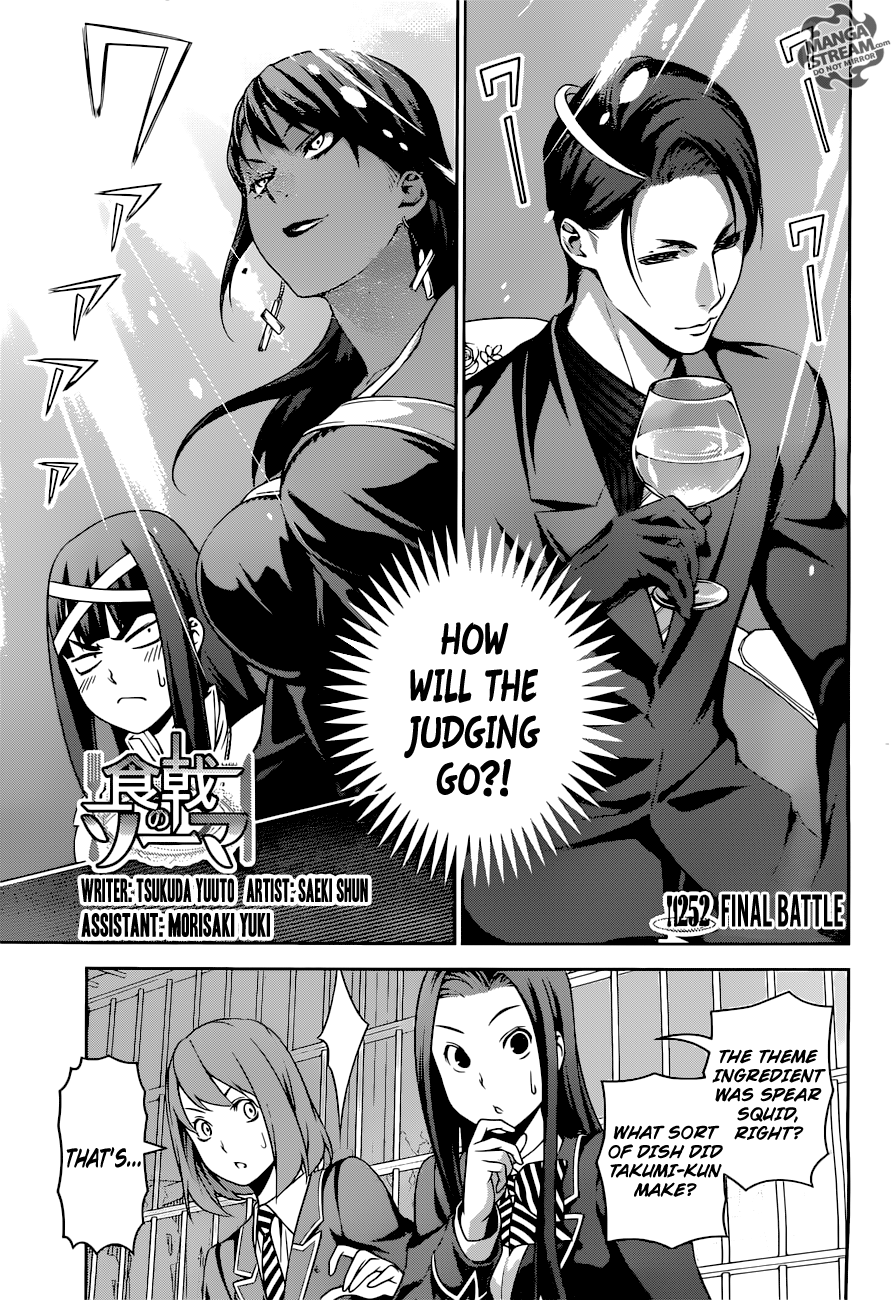 MANGA
STREAM.com
DO NOT MIRROR
ワー
ワー
ワー
ワァァァ
HOW
WILL THE
JUDGING
GO?!
食戟の
ソーマ
WRITER: TSUKUDA YUUTO ARTIST: SAEKI SHUN
ASSISTANT: MORISAKI YUKI
252 FINAL BATTLE
THE THEME
INGREDIENT
WAS SPEAR
SQUID,
RIGHT?
WHAT SORT
OF DISH DID
TAKUMI-KUN
MAKE?
THAT'S...